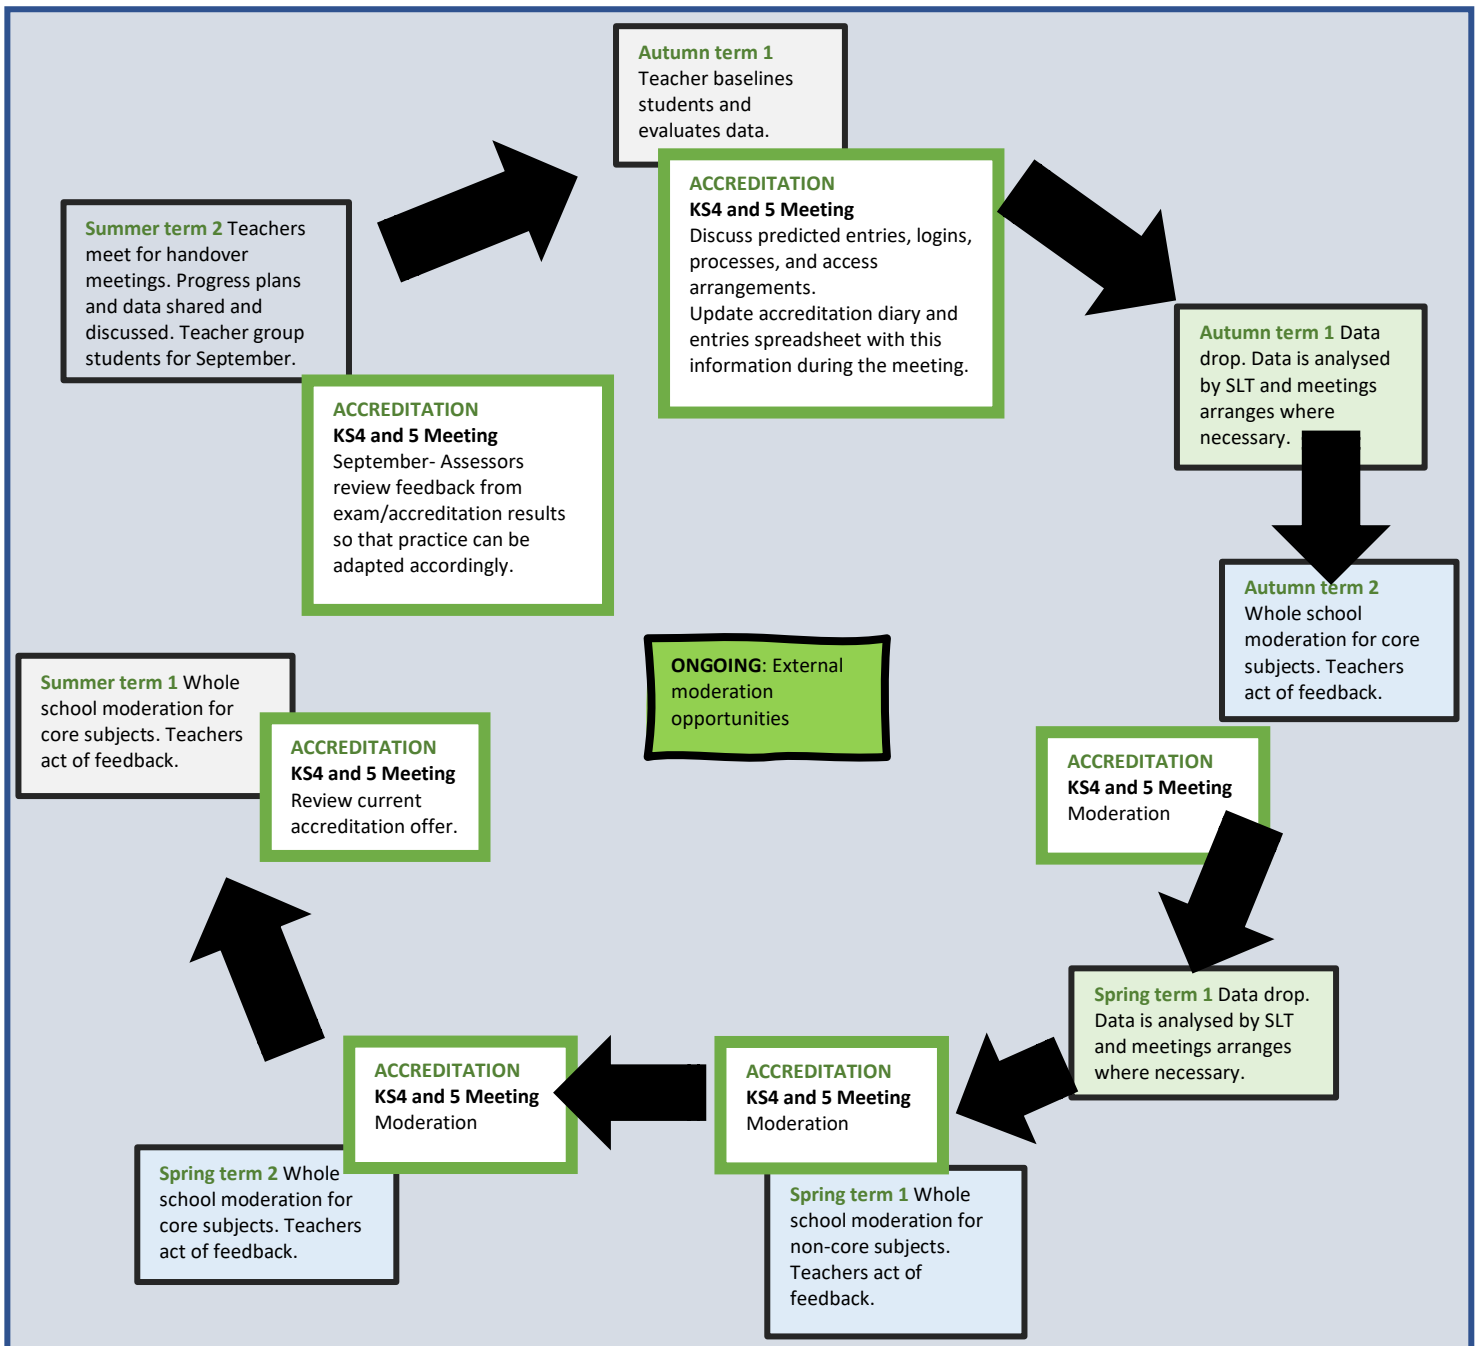 Autumn term 1
Teacher baselines
students and
evaluates data.
ACCREDITATION
KS4 and 5 Meeting
Discuss predicted entries, logins,
processes, and access
arrangements.
Update accreditation diary and
entries spreadsheet with this
information during the meeting.
Autumn term 1 Data
drop. Data is analysed
by SLT and meetings
arranges where
necessary.
Autumn term 2
Whole school
moderation for core
subjects. Teachers
act of feedback.
ACCREDITATION
KS4 and 5 Meeting
Moderation
Spring term 1 Data drop.
Data is analysed by SLT
and meetings arranges
where necessary.
ACCREDITATION
KS4 and 5 Meeting
Moderation
Spring term 1 Whole
school moderation for
non-core subjects.
Teachers act of
feedback.
ACCREDITATION
KS4 and 5 Meeting
Moderation
Spring term 2 Whole
school moderation for
core subjects. Teachers
act of feedback.
Summer term 1 Whole
school moderation for
core subjects. Teachers
act of feedback.
ACCREDITATION
KS4 and 5 Meeting
Review current
accreditation offer.
Summer term 2 Teachers
meet for handover
meetings. Progress plans
and data shared and
discussed. Teacher group
students for September.
ACCREDITATION
KS4 and 5 Meeting
September- Assessors
review feedback from
exam/accreditation results
so that practice can be
adapted accordingly.
ONGOING: External
moderation
opportunities